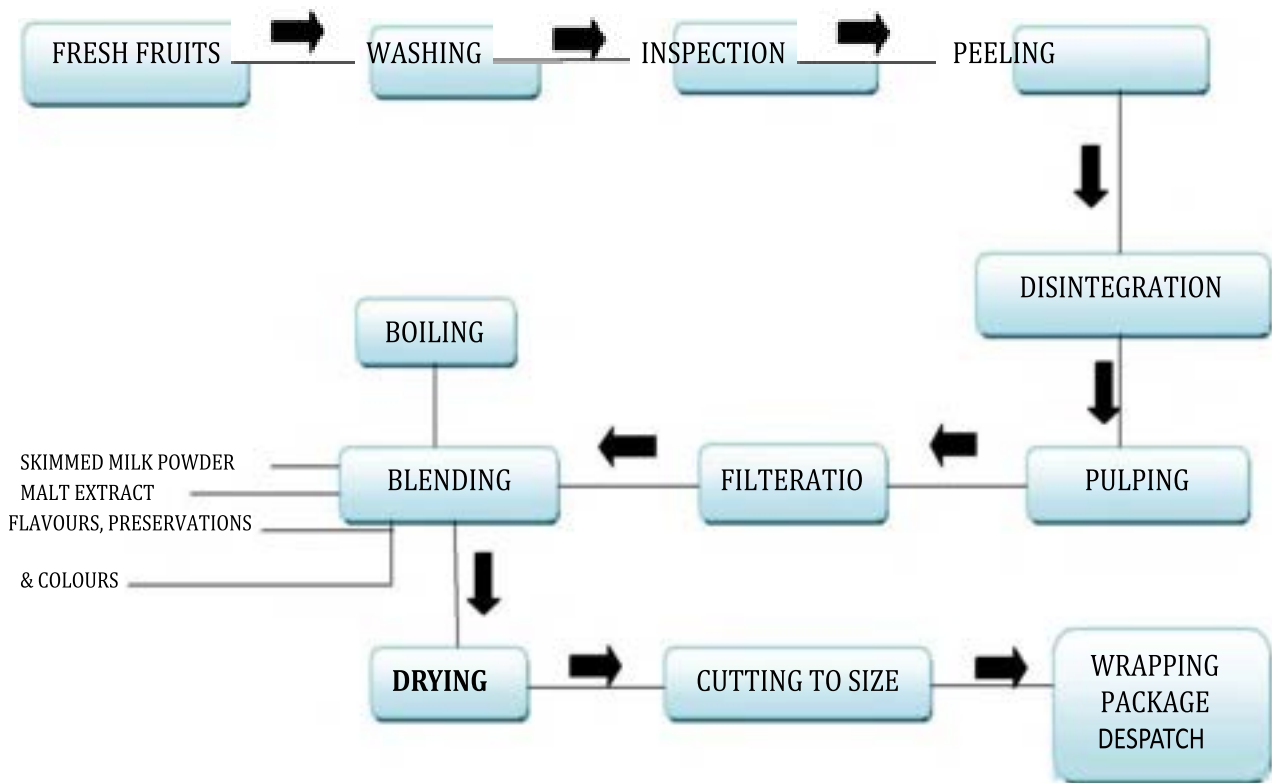 FRESH FRUITS
WASHING
INSPECTION
PEELING
DISINTEGRATION
BOILING
SKIMMED MILK POWDER
MALT EXTRACT
FLAVOURS, PRESERVATIONS
& COLOURS
BLENDING
FILTERATIO
PULPING
DRYING
CUTTING TO SIZE
WRAPPING
PACKAGE
DESPATCH